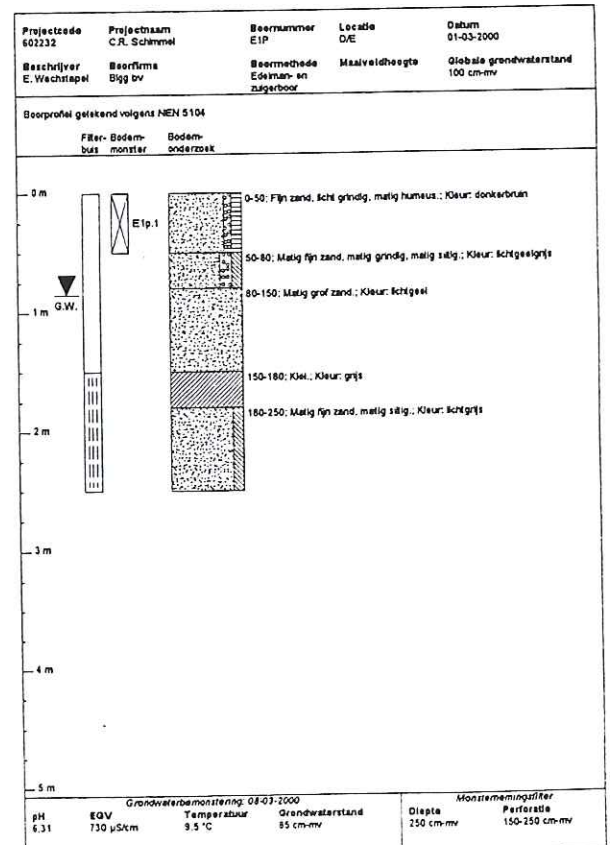 Projectcode Projectnaam Boornummer Locatie Datum
602232 C.R. Schimmel E1P D/E 01-03-2000
Beschrijver Boorfirma Boormethode Maaiveldhoogte Globale grondwaterstand
E. Wachstapel Bigg bv Edelman- en zuigerboor 100 cm-mv
Boorprofiel getekend volgens NEN 5104
Filter- Bodem- Bodem-
buis monster onderzoek
0 m
0-50; Fijn zand, licht grindig, matig humeus.; Kleur: donkerbruin
E1p.1
50-80; Matig fijn zand, matig grindig, matig siltig.; Kleur: lichtgeelgrijs
80-150; Matig grof zand.; Kleur: lichtgeel
G.W.
1 m
150-180; Klei.; Kleur: grijs
180-250; Matig fijn zand, matig siltig.; Kleur: lichtgrijs
2 m
3 m
4 m
5 m
Grondwaterbemonstering: 08-03-2000 Monsternemingsfilter
pH EGV Temperatuur Grondwaterstand Diepte Perforatie
6.31 730 µS/cm 9.5 °C 85 cm-mv 250 cm-mv 150-250 cm-mv